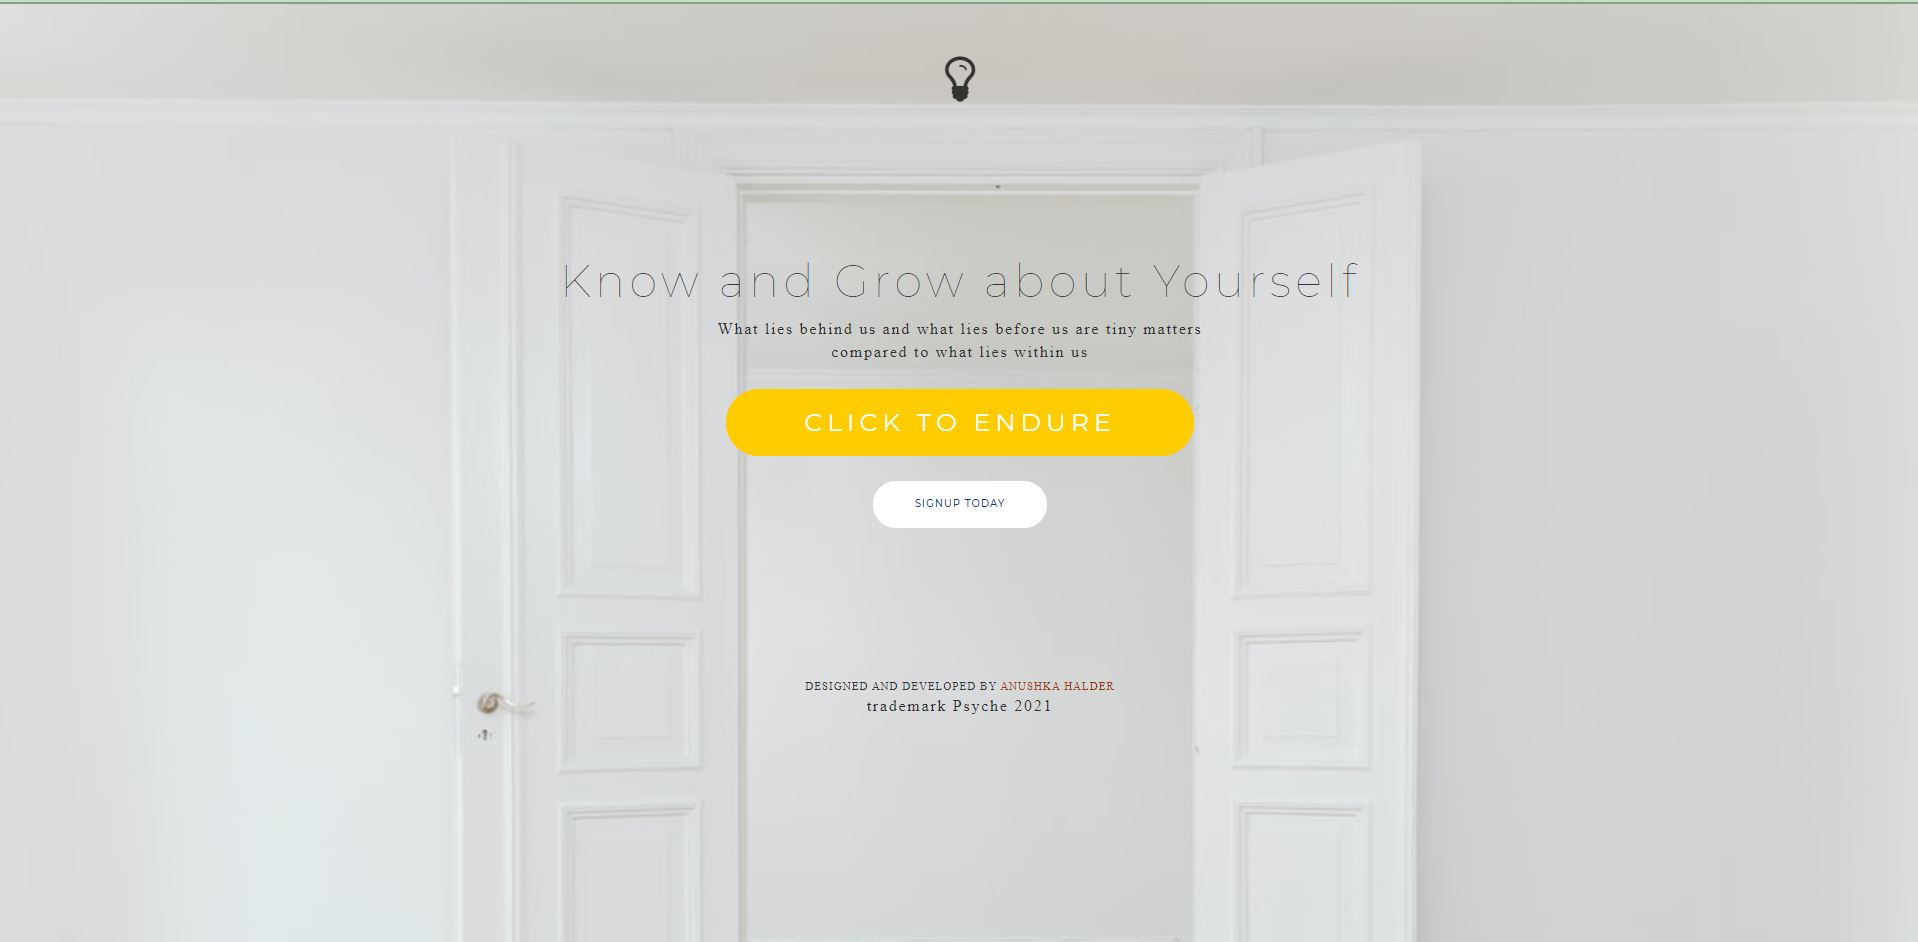 Know and Grow about Yourself
What lies behind us and what lies before us are tiny matters
compared to what lies within us
CLICK TO ENDURE
SIGNUP TODAY
DESIGNED AND DEVELOPED BY ANUSHKA HALDER
trademark Psyche 2021